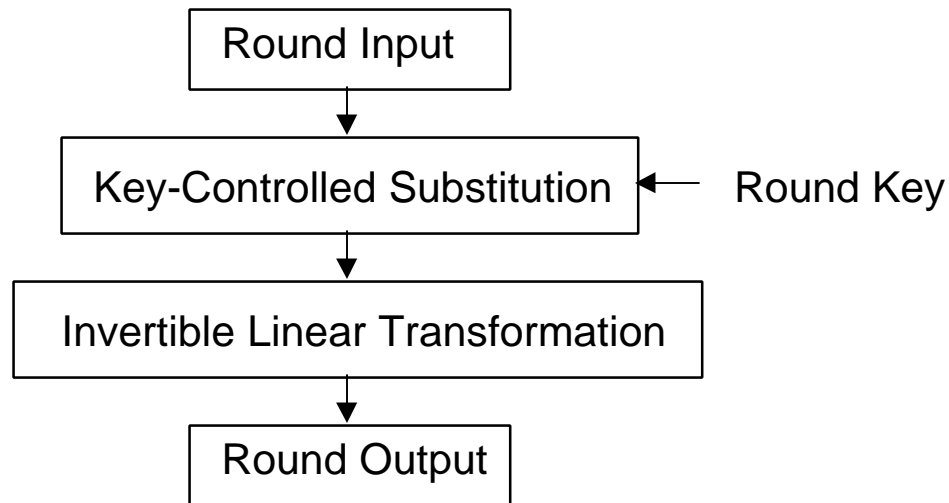 Round Input
Key-Controlled Substitution
Round Key
Invertible Linear Transformation
Round Output